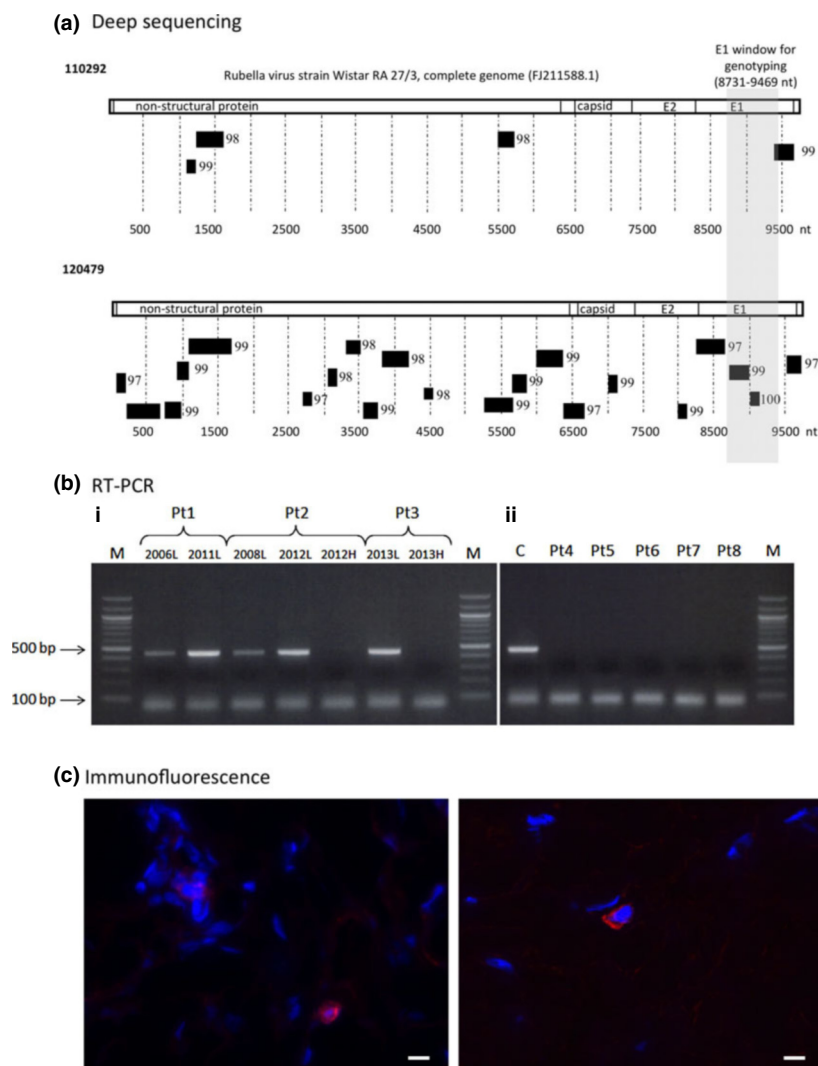 (a) Deep sequencing
E1 window for
genotyping
(8731-9469 nt)
110292
Rubella virus strain Wistar RA 27/3, complete genome (FJ211588.1)
non-structural protein capsid E2 E1
98 98 99
99
500 1500 2500 3500 4500 5500 6500 7500 8500 9500 nt
120479
non-structural protein capsid E2 E1
99 98 98 99 97 97
97 99 98 98 99 99 99
99 97 99 99 97 99 100
500 1500 2500 3500 4500 5500 6500 7500 8500 9500 nt
(b) RT-PCR
i Pt1 Pt2 Pt3 ii
M 2006L 2011L 2008L 2012L 2012H 2013L 2013H M C Pt4 Pt5 Pt6 Pt7 Pt8 M
500 bp
100 bp
(c) Immunofluorescence